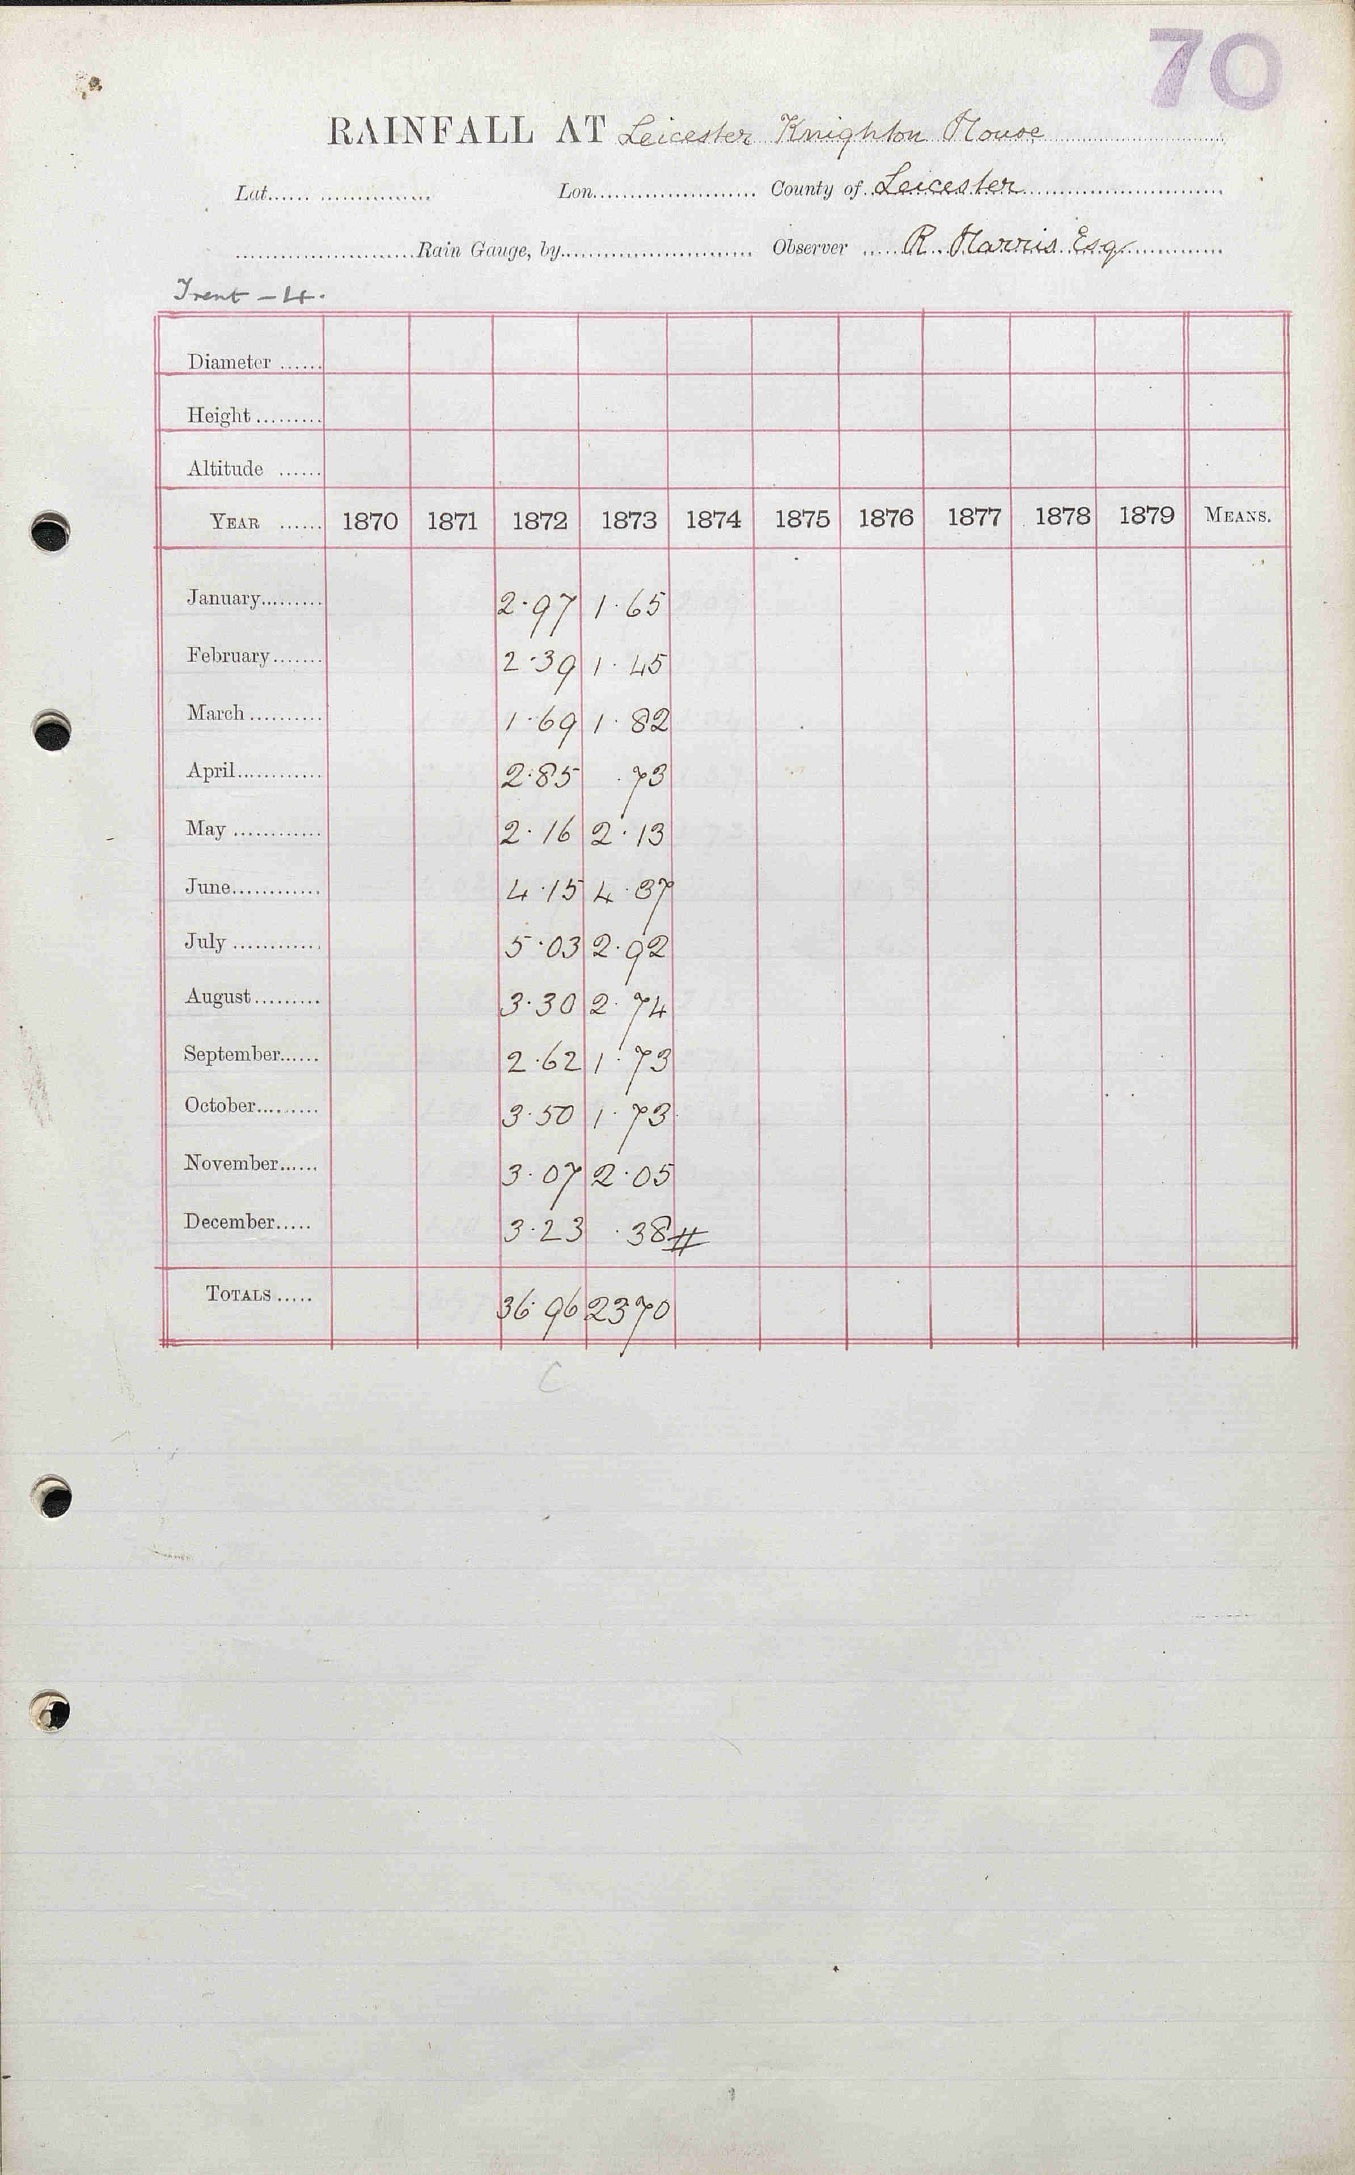 70
RAINFALL AT Leicester Knighton House
Lat. Lon. County of Leicester
Rain Gauge, by Observer R. Harris Esq
Trent - 4.
Diameter
Height
Altitude
YEAR 1870 1871 1872 1873 1874 1875 1876 1877 1878 1879 MEANS.
January 2.97 1.65
February 2.39 1.45
March 1.69 1.82
April 2.85 .73
May 2.16 2.13
June 4.15 4.37
July 5.03 2.92
August 3.30 2.74
September 2.62 1.73
October 3.50 1.73
November 3.07 2.05
December 3.23 .38 #
TOTALS 36.96 23.70
C